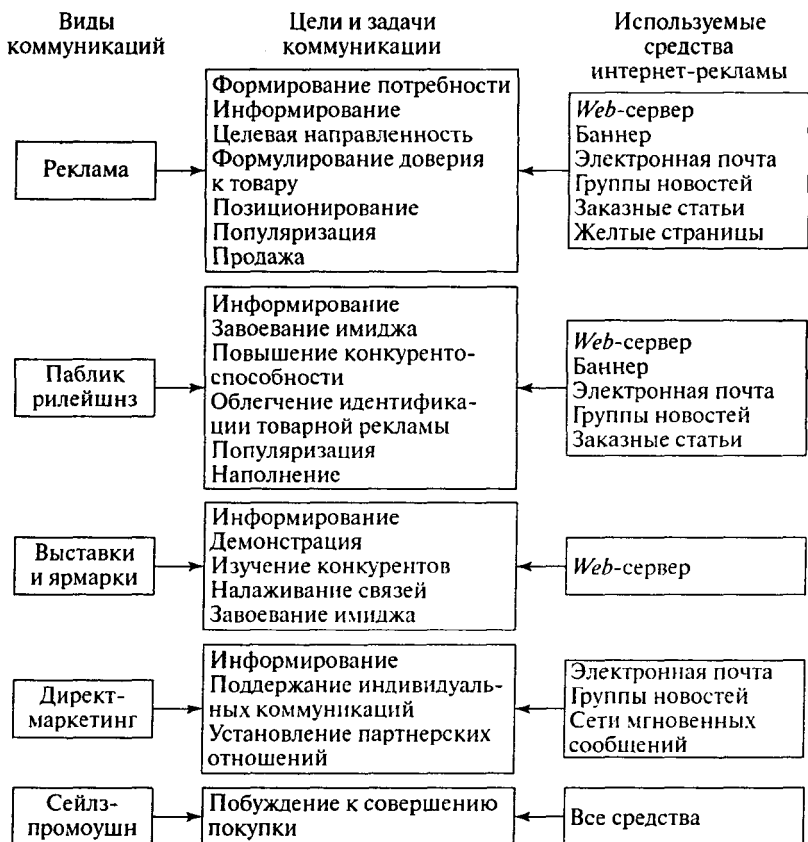 Виды
коммуникаций
Цели и задачи
коммуникации
Используемые
средства
интернет-рекламы
Реклама
Формирование потребности
Информирование
Целевая направленность
Формулирование доверия
к товару
Позиционирование
Популяризация
Продажа
Web-сервер
Баннер
Электронная почта
Группы новостей
Заказные статьи
Желтые страницы
Паблик
рилейшнз
Информирование
Завоевание имиджа
Повышение конкуренто-
способности
Облегчение идентифика-
ции товарной рекламы
Популяризация
Наполнение
Web-сервер
Баннер
Электронная почта
Группы новостей
Заказные статьи
Выставки
и ярмарки
Информирование
Демонстрация
Изучение конкурентов
Налаживание связей
Завоевание имиджа
Web-сервер
Директ-
маркетинг
Информирование
Поддержание индивидуаль-
ных коммуникаций
Установление партнерских
отношений
Электронная почта
Группы новостей
Сети мгновенных
сообщений
Сейлз-
промоушн
Побуждение к совершению
покупки
Все средства